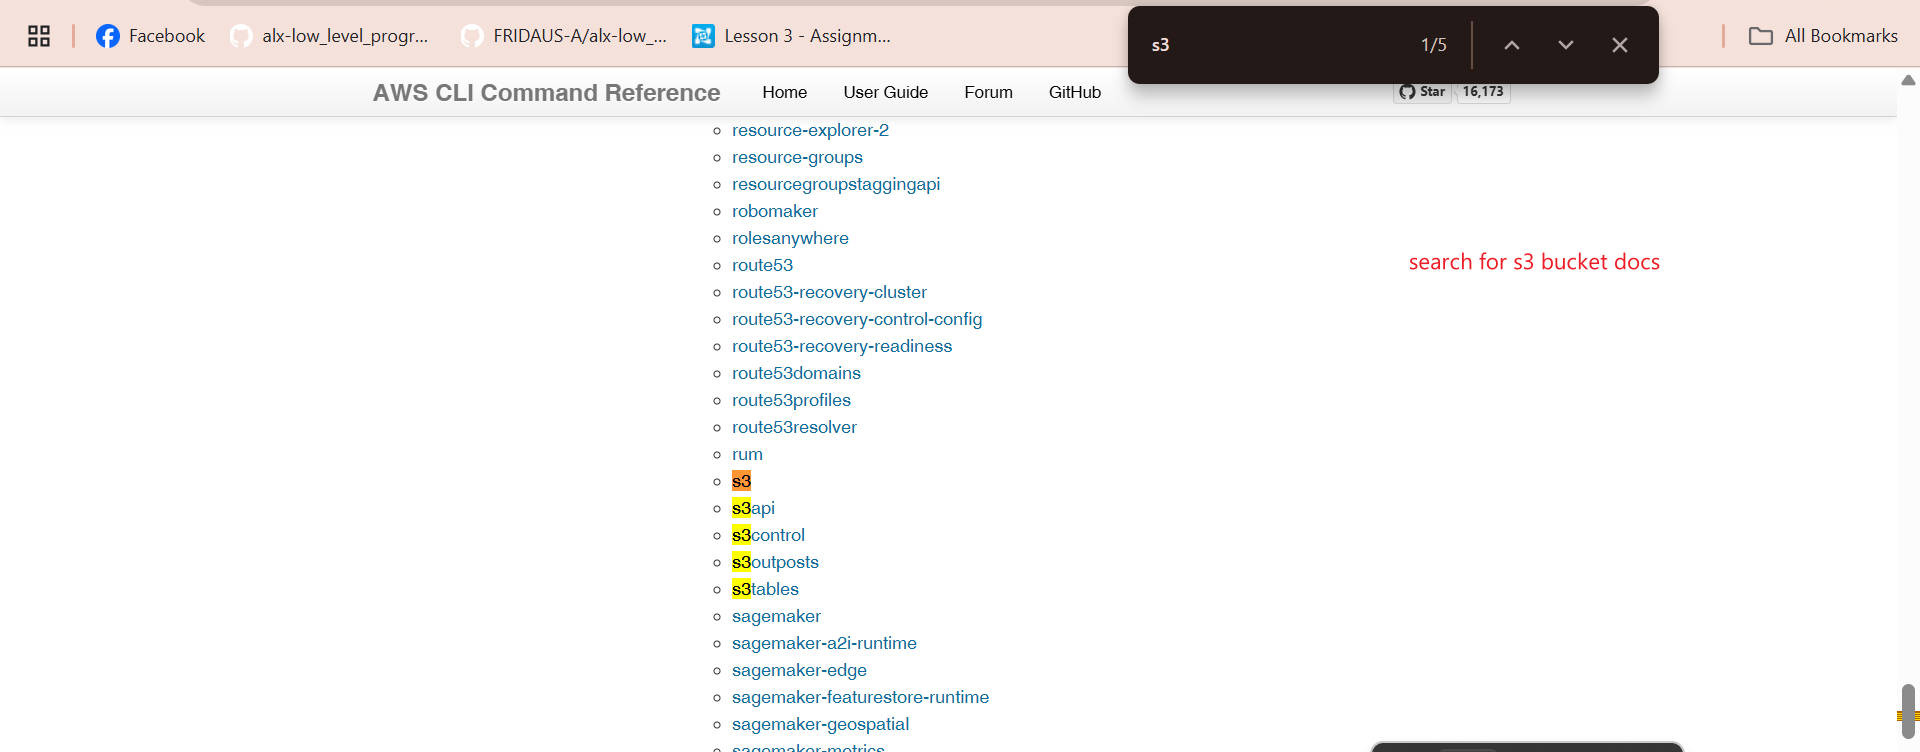 Facebook
alx-low_level_progr...
FRIDAUS-A/alx-low_...
Lesson 3 - Assignm...
s3
1/5
All Bookmarks
AWS CLI Command Reference
Home
User Guide
Forum
GitHub
Star
16,173
resource-explorer-2
resource-groups
resourcegroupstaggingapi
robomaker
rolesanywhere
route53
search for s3 bucket docs
route53-recovery-cluster
route53-recovery-control-config
route53-recovery-readiness
route53domains
route53profiles
route53resolver
rum
s3
s3api
s3control
s3outposts
s3tables
sagemaker
sagemaker-a2i-runtime
sagemaker-edge
sagemaker-featurestore-runtime
sagemaker-geospatial
sagemaker-metrics